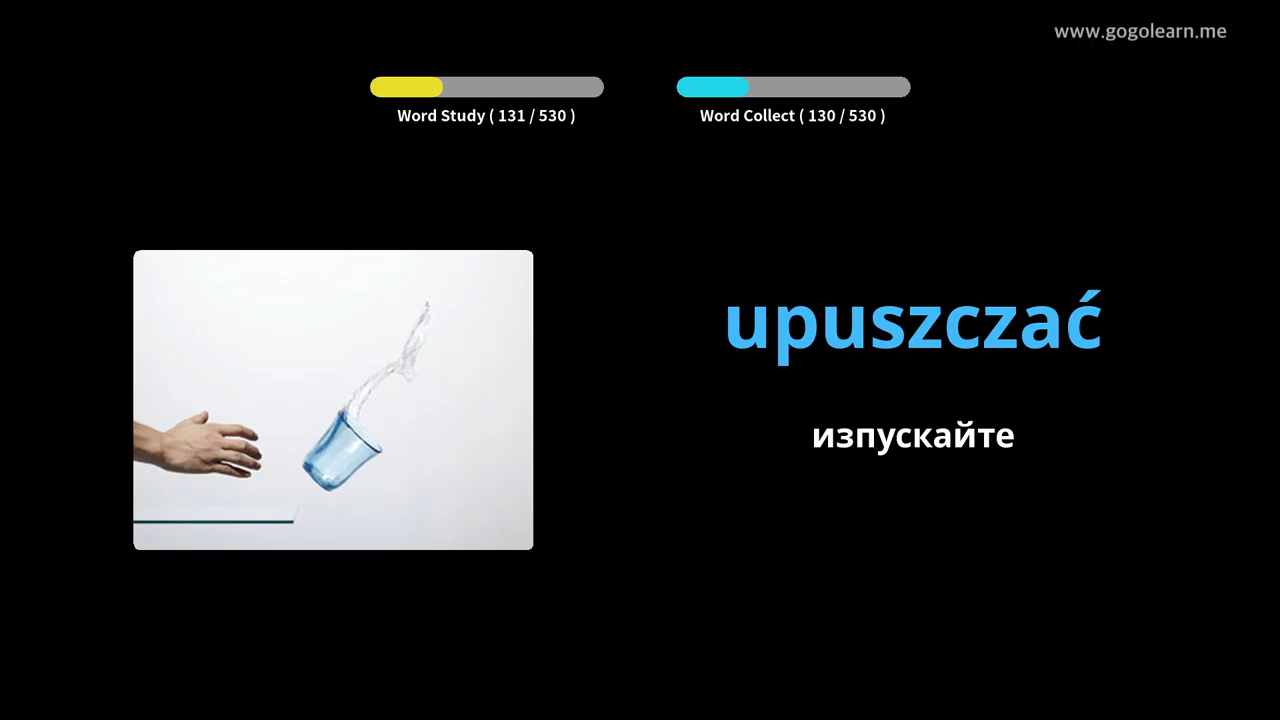 www.gogolearn.me
Word Study ( 131 / 530 )
Word Collect ( 130 / 530 )
upuszczać
изпускайте